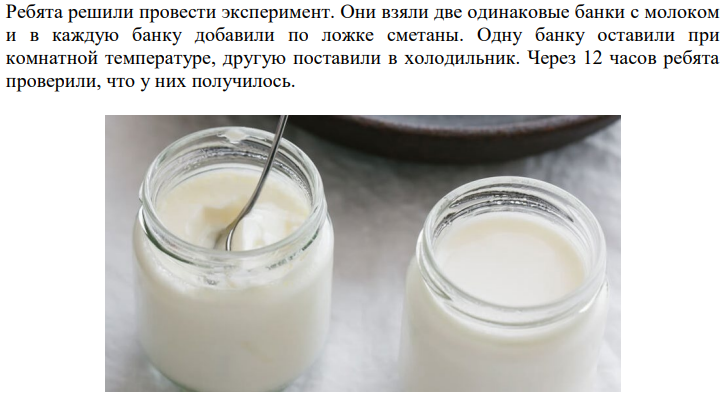 Ребята решили провести эксперимент. Они взяли две одинаковые банки с молоком
и в каждую банку добавили по ложке сметаны. Одну банку оставили при
комнатной температуре, другую поставили в холодильник. Через 12 часов ребята
проверили, что у них получилось.